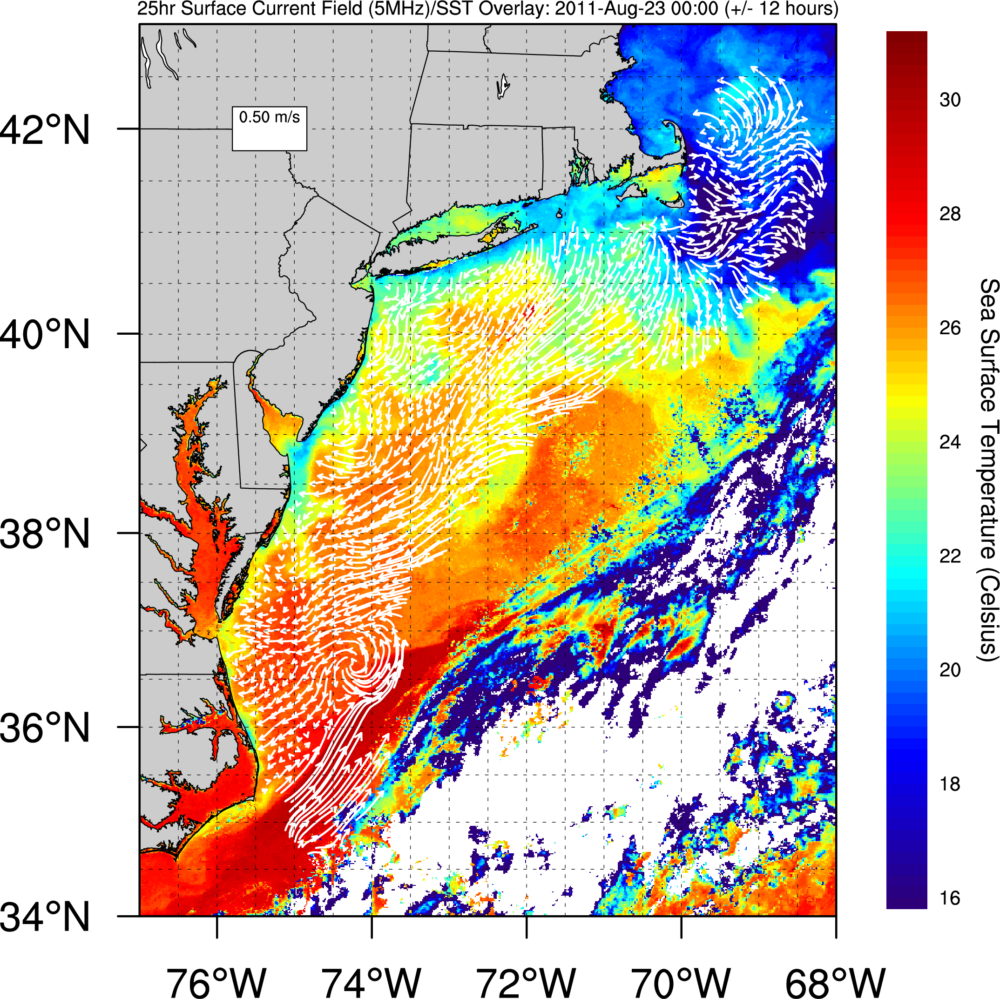 25hr Surface Current Field (5MHz)/SST Overlay: 2011-Aug-23 00:00 (+/- 12 hours)
0.50 m/s
42°N
40°N
38°N
36°N
34°N
76°W
74°W
72°W
70°W
68°W
30
28
26
24
22
20
18
16
Sea Surface Temperature (Celsius)